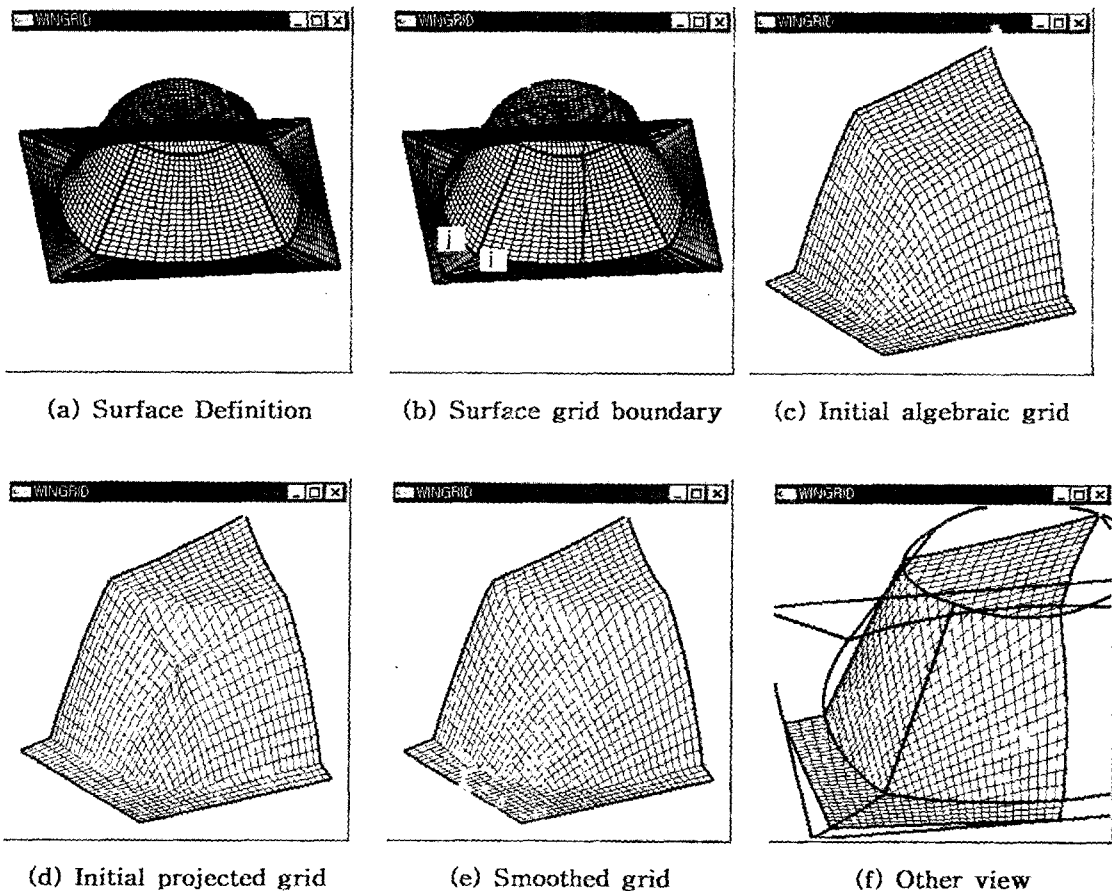 WINGRID
WINGRID
WINGRID
j
i
(a) Surface Definition
(b) Surface grid boundary
(c) Initial algebraic grid
WINGRID
WINGRID
WINGRID
(d) Initial projected grid
(e) Smoothed grid
(f) Other view